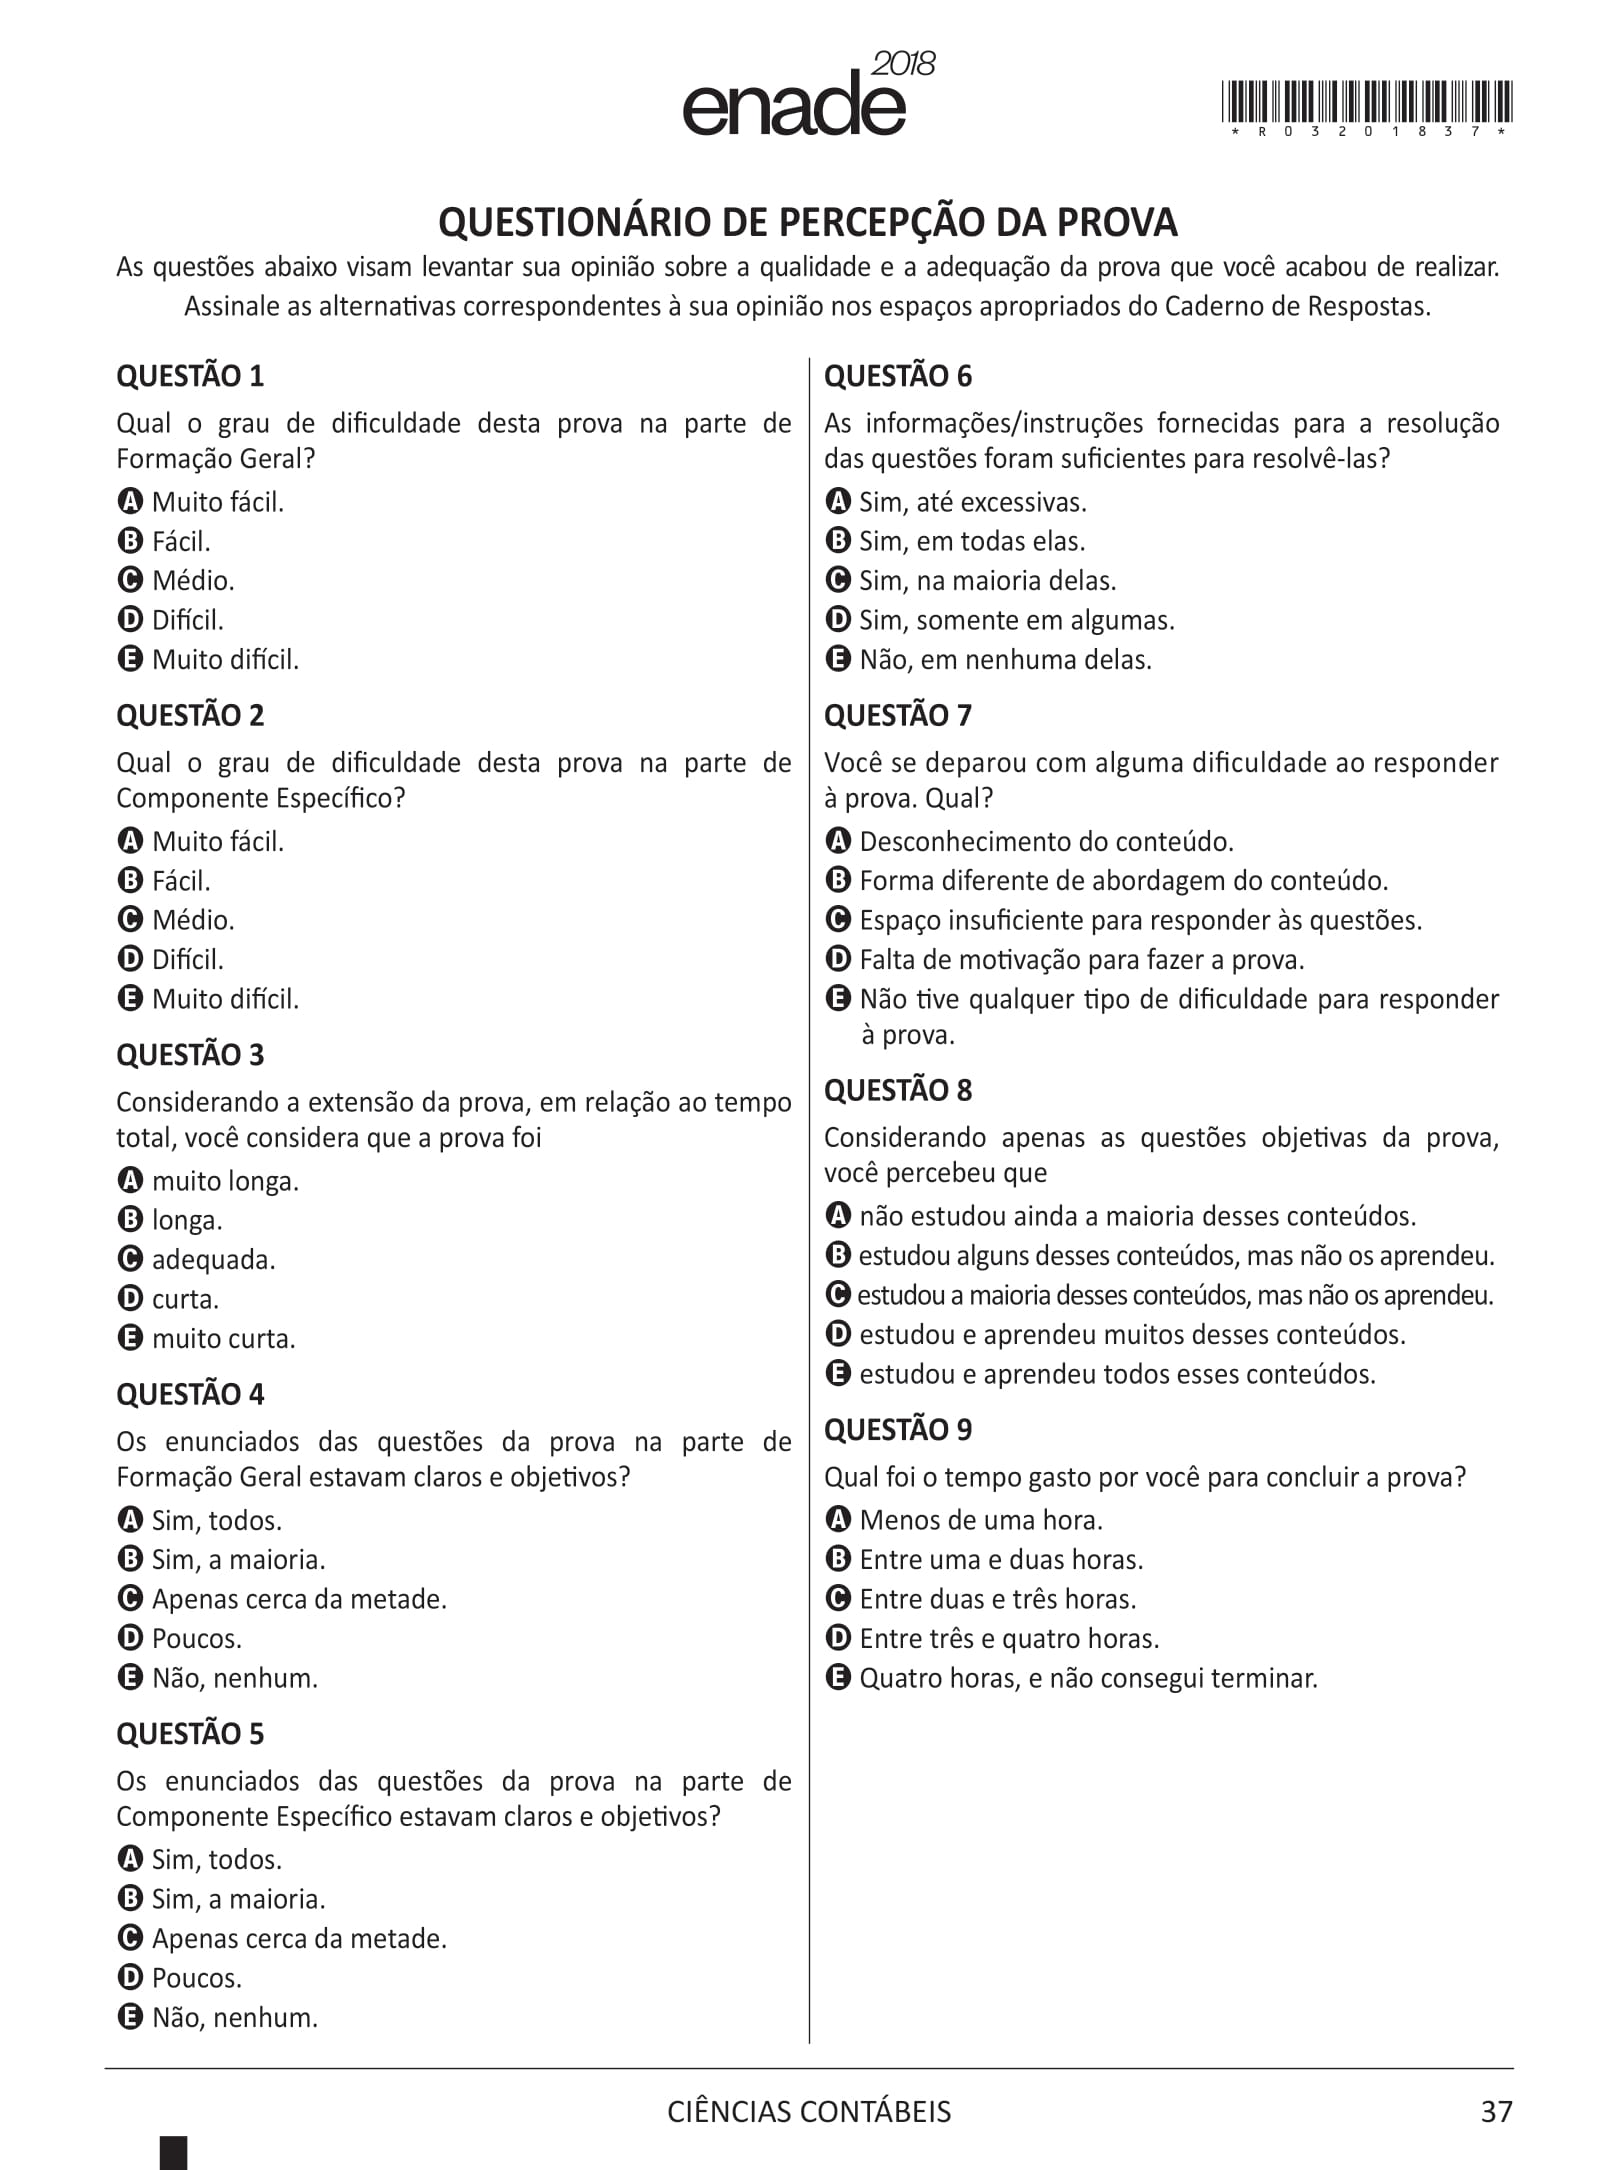 enade 2018
*R03201837*
QUESTIONÁRIO DE PERCEPÇÃO DA PROVA
As questões abaixo visam levantar sua opinião sobre a qualidade e a adequação da prova que você acabou de realizar.
Assinale as alternativas correspondentes à sua opinião nos espaços apropriados do Caderno de Respostas.
QUESTÃO 1
Qual o grau de dificuldade desta prova na parte de
Formação Geral?
A Muito fácil.
B Fácil.
C Médio.
D Difícil.
E Muito difícil.
QUESTÃO 2
Qual o grau de dificuldade desta prova na parte de
Componente Específico?
A Muito fácil.
B Fácil.
C Médio.
D Difícil.
E Muito difícil.
QUESTÃO 3
Considerando a extensão da prova, em relação ao tempo
total, você considera que a prova foi
A muito longa.
B longa.
C adequada.
D curta.
E muito curta.
QUESTÃO 4
Os enunciados das questões da prova na parte de
Formação Geral estavam claros e objetivos?
A Sim, todos.
B Sim, a maioria.
C Apenas cerca da metade.
D Poucos.
E Não, nenhum.
QUESTÃO 5
Os enunciados das questões da prova na parte de
Componente Específico estavam claros e objetivos?
A Sim, todos.
B Sim, a maioria.
C Apenas cerca da metade.
D Poucos.
E Não, nenhum.
QUESTÃO 6
As informações/instruções fornecidas para a resolução
das questões foram suficientes para resolvê-las?
A Sim, até excessivas.
B Sim, em todas elas.
C Sim, na maioria delas.
D Sim, somente em algumas.
E Não, em nenhuma delas.
QUESTÃO 7
Você se deparou com alguma dificuldade ao responder
à prova. Qual?
A Desconhecimento do conteúdo.
B Forma diferente de abordagem do conteúdo.
C Espaço insuficiente para responder às questões.
D Falta de motivação para fazer a prova.
E Não tive qualquer tipo de dificuldade para responder
à prova.
QUESTÃO 8
Considerando apenas as questões objetivas da prova,
você percebeu que
A não estudou ainda a maioria desses conteúdos.
B estudou alguns desses conteúdos, mas não os aprendeu.
C estudou a maioria desses conteúdos, mas não os aprendeu.
D estudou e aprendeu muitos desses conteúdos.
E estudou e aprendeu todos esses conteúdos.
QUESTÃO 9
Qual foi o tempo gasto por você para concluir a prova?
A Menos de uma hora.
B Entre uma e duas horas.
C Entre duas e três horas.
D Entre três e quatro horas.
E Quatro horas, e não consegui terminar.
CIÊNCIAS CONTÁBEIS
37